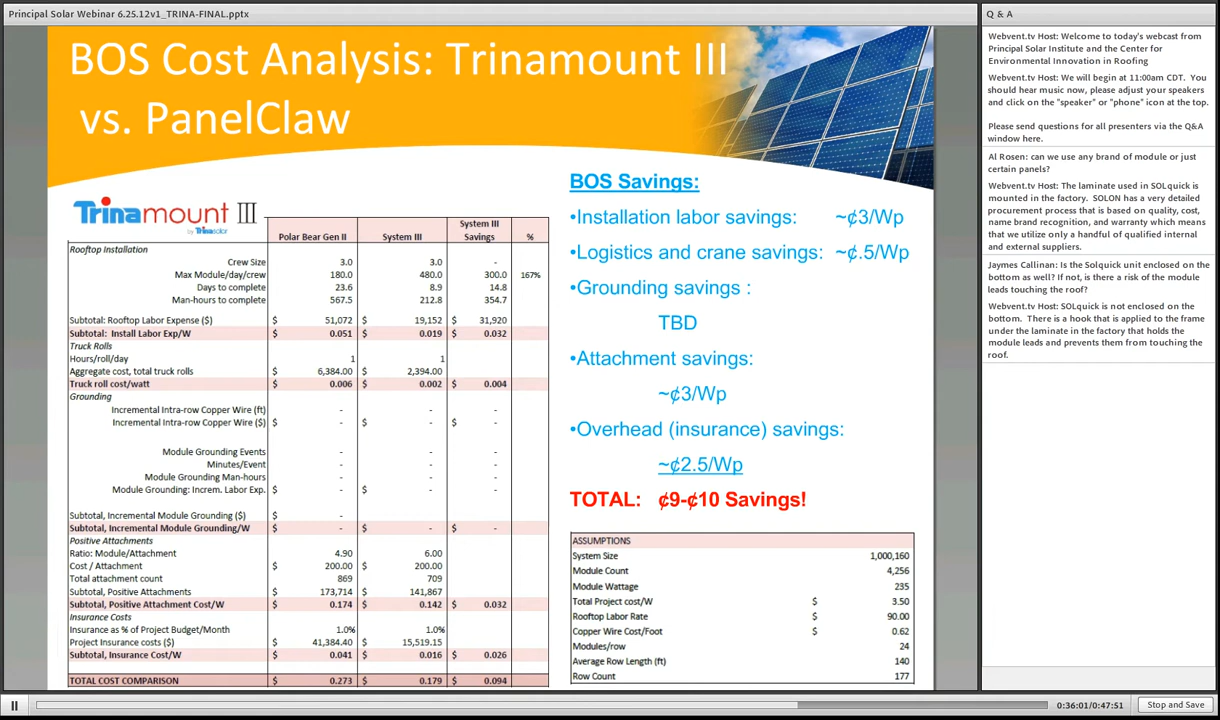 Principal Solar Webinar 6.25.12v1_TRINA-FINAL.pptx
BOS Cost Analysis: Trinamount III
vs. PanelClaw
Trinamount III
by Trinasolar
Polar Bear Gen II System III System III Savings %
Rooftop Installation
Crew Size 3.0 3.0 -
Max Module/day/crew 180.0 480.0 300.0 167%
Days to complete 23.6 8.9 14.8
Man-hours to complete 567.5 212.8 354.7
Subtotal: Rooftop Labor Expense ($) $ 51,072 $ 19,152 $ 31,920
Subtotal: Install Labor Exp/W $ 0.051 $ 0.019 $ 0.032
Truck Rolls
Hours/roll/day 1 1
Aggregate cost, total truck rolls $ 6,384.00 $ 2,394.00
Truck roll cost/watt $ 0.006 $ 0.002 $ 0.004
Grounding
Incremental Intra-row Copper Wire (ft) - - -
Incremental Intra-row Copper Wire ($) $ - $ - $ -
Module Grounding Events - -
Minutes/Event - -
Module Grounding Man-hours - -
Module Grounding: Increm. Labor Exp. $ - $ -
Subtotal, Incremental Module Grounding ($) $ -
Subtotal, Incremental Module Grounding/W $ - $ - $ -
Positive Attachments
Ratio: Module/Attachment 4.90 6.00
Cost / Attachment $ 200.00 $ 200.00
Total attachment count 869 709
Subtotal, Positive Attachments $ 173,714 $ 141,867
Subtotal, Positive Attachment Cost/W $ 0.174 $ 0.142 $ 0.032
Insurance Costs
Insurance as % of Project Budget/Month 1.0% 1.0%
Project Insurance costs ($) $ 41,384.40 $ 15,519.15
Subtotal, Insurance Cost/W $ 0.041 $ 0.016 $ 0.026
TOTAL COST COMPARISON $ 0.273 $ 0.179 $ 0.094
BOS Savings:
•Installation labor savings: ~¢3/Wp
•Logistics and crane savings: ~¢.5/Wp
•Grounding savings :
TBD
•Attachment savings:
~¢3/Wp
•Overhead (insurance) savings:
~¢2.5/Wp
TOTAL: ¢9-¢10 Savings!
ASSUMPTIONS
System Size 1,000,160
Module Count 4,256
Module Wattage 235
Total Project cost/W $ 3.50
Rooftop Labor Rate $ 90.00
Copper Wire Cost/Foot $ 0.62
Modules/row 24
Average Row Length (ft) 140
Row Count 177
Q & A
Webvent.tv Host: Welcome to today's webcast from
Principal Solar Institute and the Center for
Environmental Innovation in Roofing
Webvent.tv Host: We will begin at 11:00am CDT. You
should hear music now, please adjust your speakers
and click on the "speaker" or "phone" icon at the top.
Please send questions for all presenters via the Q&A
window here.
Al Rosen: can we use any brand of module or just
certain panels?
Webvent.tv Host: The laminate used in SOLquick is
mounted in the factory. SOLON has a very detailed
procurement process that is based on quality, cost,
name brand recognition, and warranty which means
that we utilize only a handful of qualified internal
and external suppliers.
Jaymes Callinan: Is the Solquick unit enclosed on the
bottom as well? If not, is there a risk of the module
leads touching the roof?
Webvent.tv Host: SOLquick is not enclosed on the
bottom. There is a hook that is applied to the frame
under the laminate in the factory that holds the
module leads and prevents them from touching the
roof.
0:36:01/0:47:51
Stop and Save